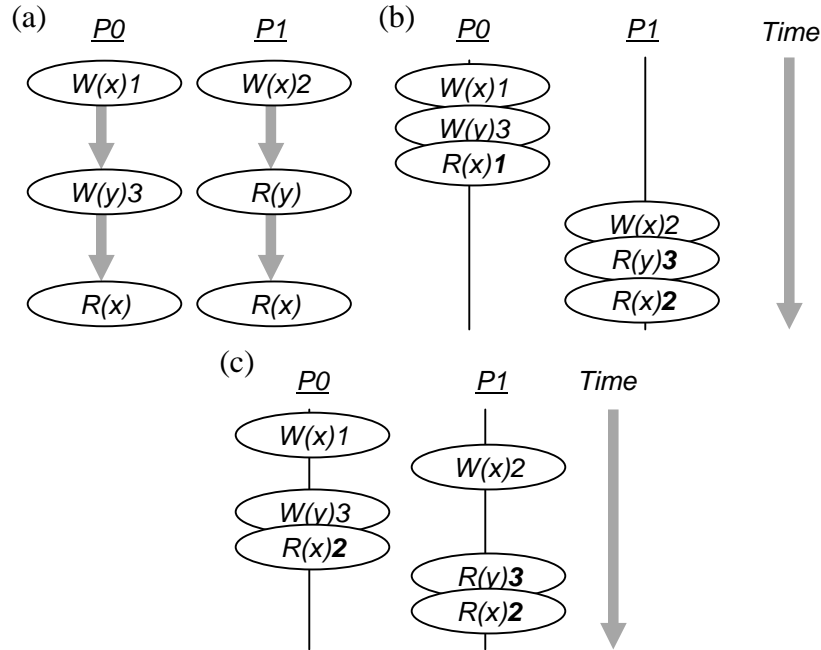 (a)
P0 P1
W(x)1 W(x)2
W(y)3 R(y)
R(x) R(x)
(b)
P0 P1 Time
W(x)1
W(y)3
R(x)1
W(x)2
R(y)3
R(x)2
(c)
P0 P1 Time
W(x)1
W(x)2
W(y)3
R(x)2
R(y)3
R(x)2